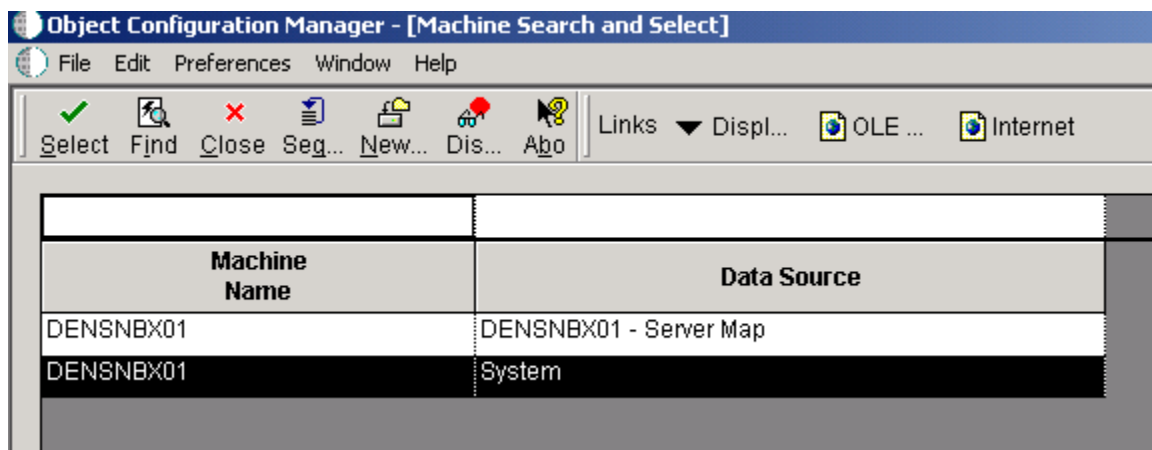 Object Configuration Manager - [Machine Search and Select]
File Edit Preferences Window Help
Select Find Close Seq... New... Dis... Abo Links Displ... OLE ... Internet
Machine Name Data Source
DENSNBX01 DENSNBX01 - Server Map
DENSNBX01 System